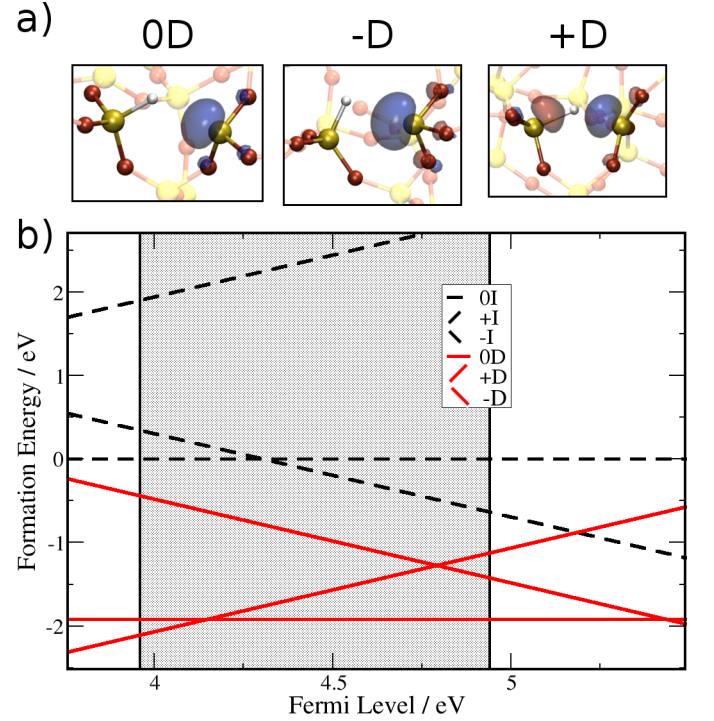 a)
0D -D +D
b)
Formation Energy / eV
2
1
0
-1
-2
0I
+I
-I
0D
+D
-D
4 4.5 5
Fermi Level / eV